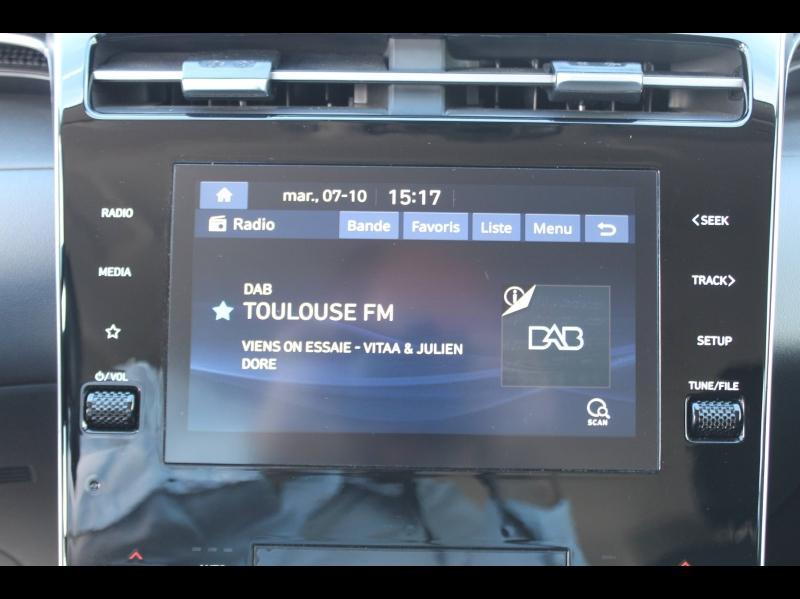 mar., 07-10 15:17
RADIO
Radio Bande Favoris Liste Menu
< SEEK
MEDIA
TRACK >
DAB
TOULOUSE FM
DAB
VIENS ON ESSAIE - VITAA & JULIEN
DORE
SETUP
/VOL
TUNE/FILE
SCAN